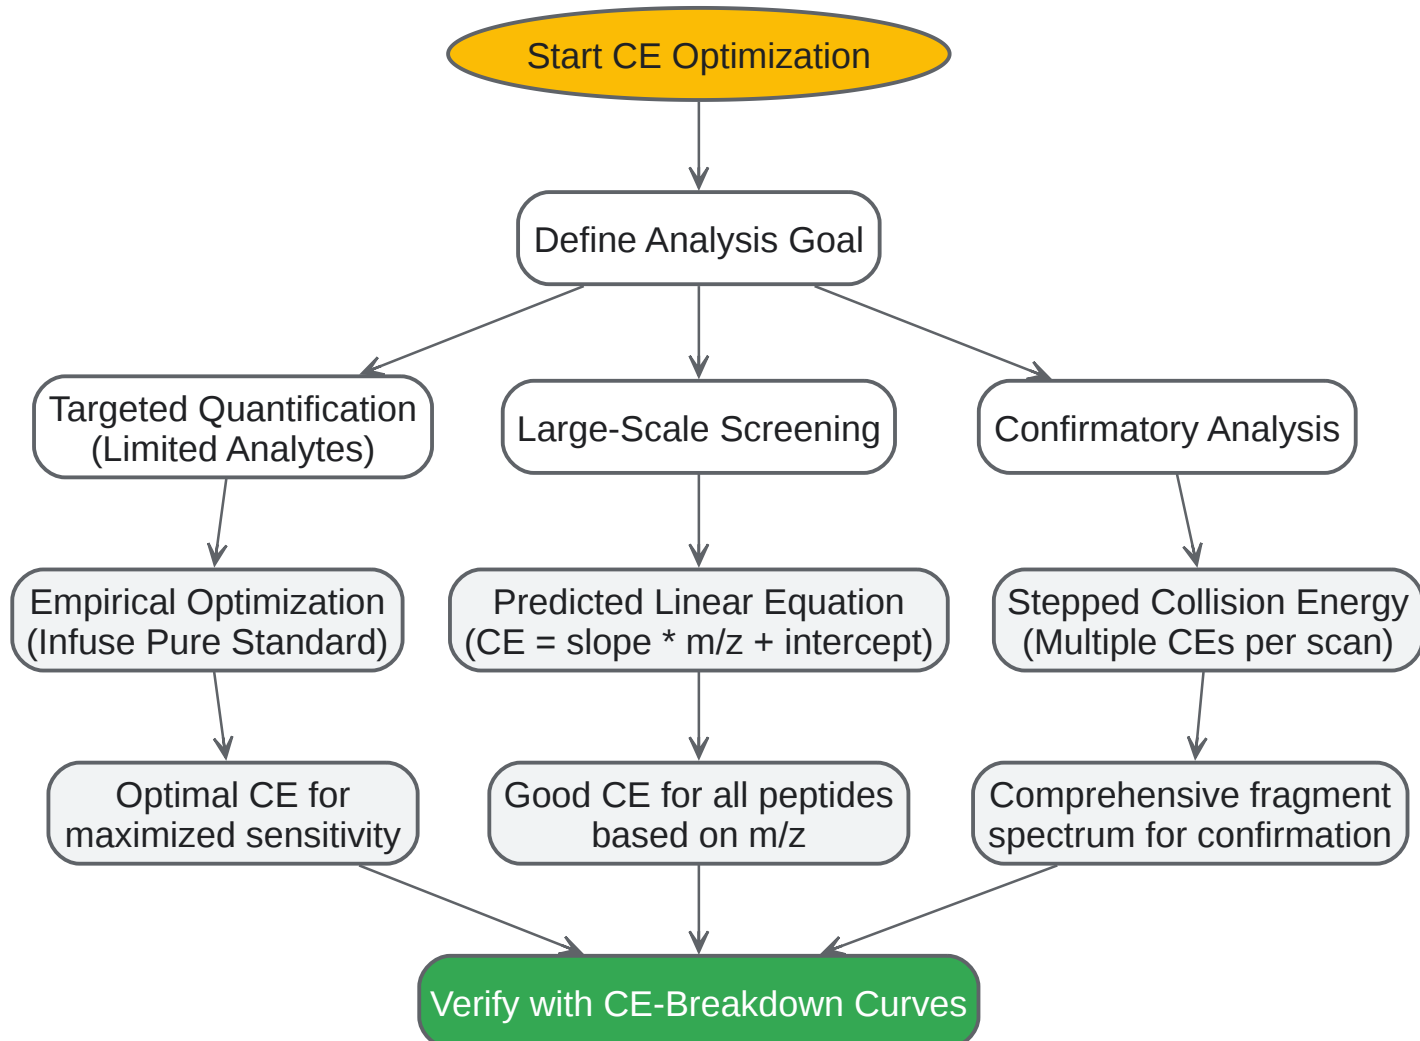 Start CE Optimization
Define Analysis Goal
Targeted Quantification
(Limited Analytes)
Large-Scale Screening
Confirmatory Analysis
Empirical Optimization
(Infuse Pure Standard)
Predicted Linear Equation
(CE = slope * m/z + intercept)
Stepped Collision Energy
(Multiple CEs per scan)
Optimal CE for
maximized sensitivity
Good CE for all peptides
based on m/z
Comprehensive fragment
spectrum for confirmation
Verify with CE-Breakdown Curves